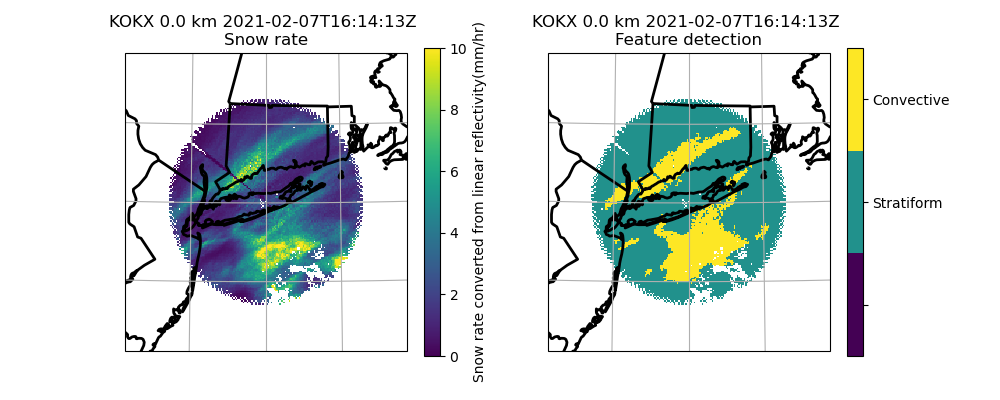 KOKX 0.0 km 2021-02-07T16:14:13Z
Snow rate
10
8
6
4
2
0
Snow rate converted from linear reflectivity(mm/hr)
KOKX 0.0 km 2021-02-07T16:14:13Z
Feature detection
Convective
Stratiform